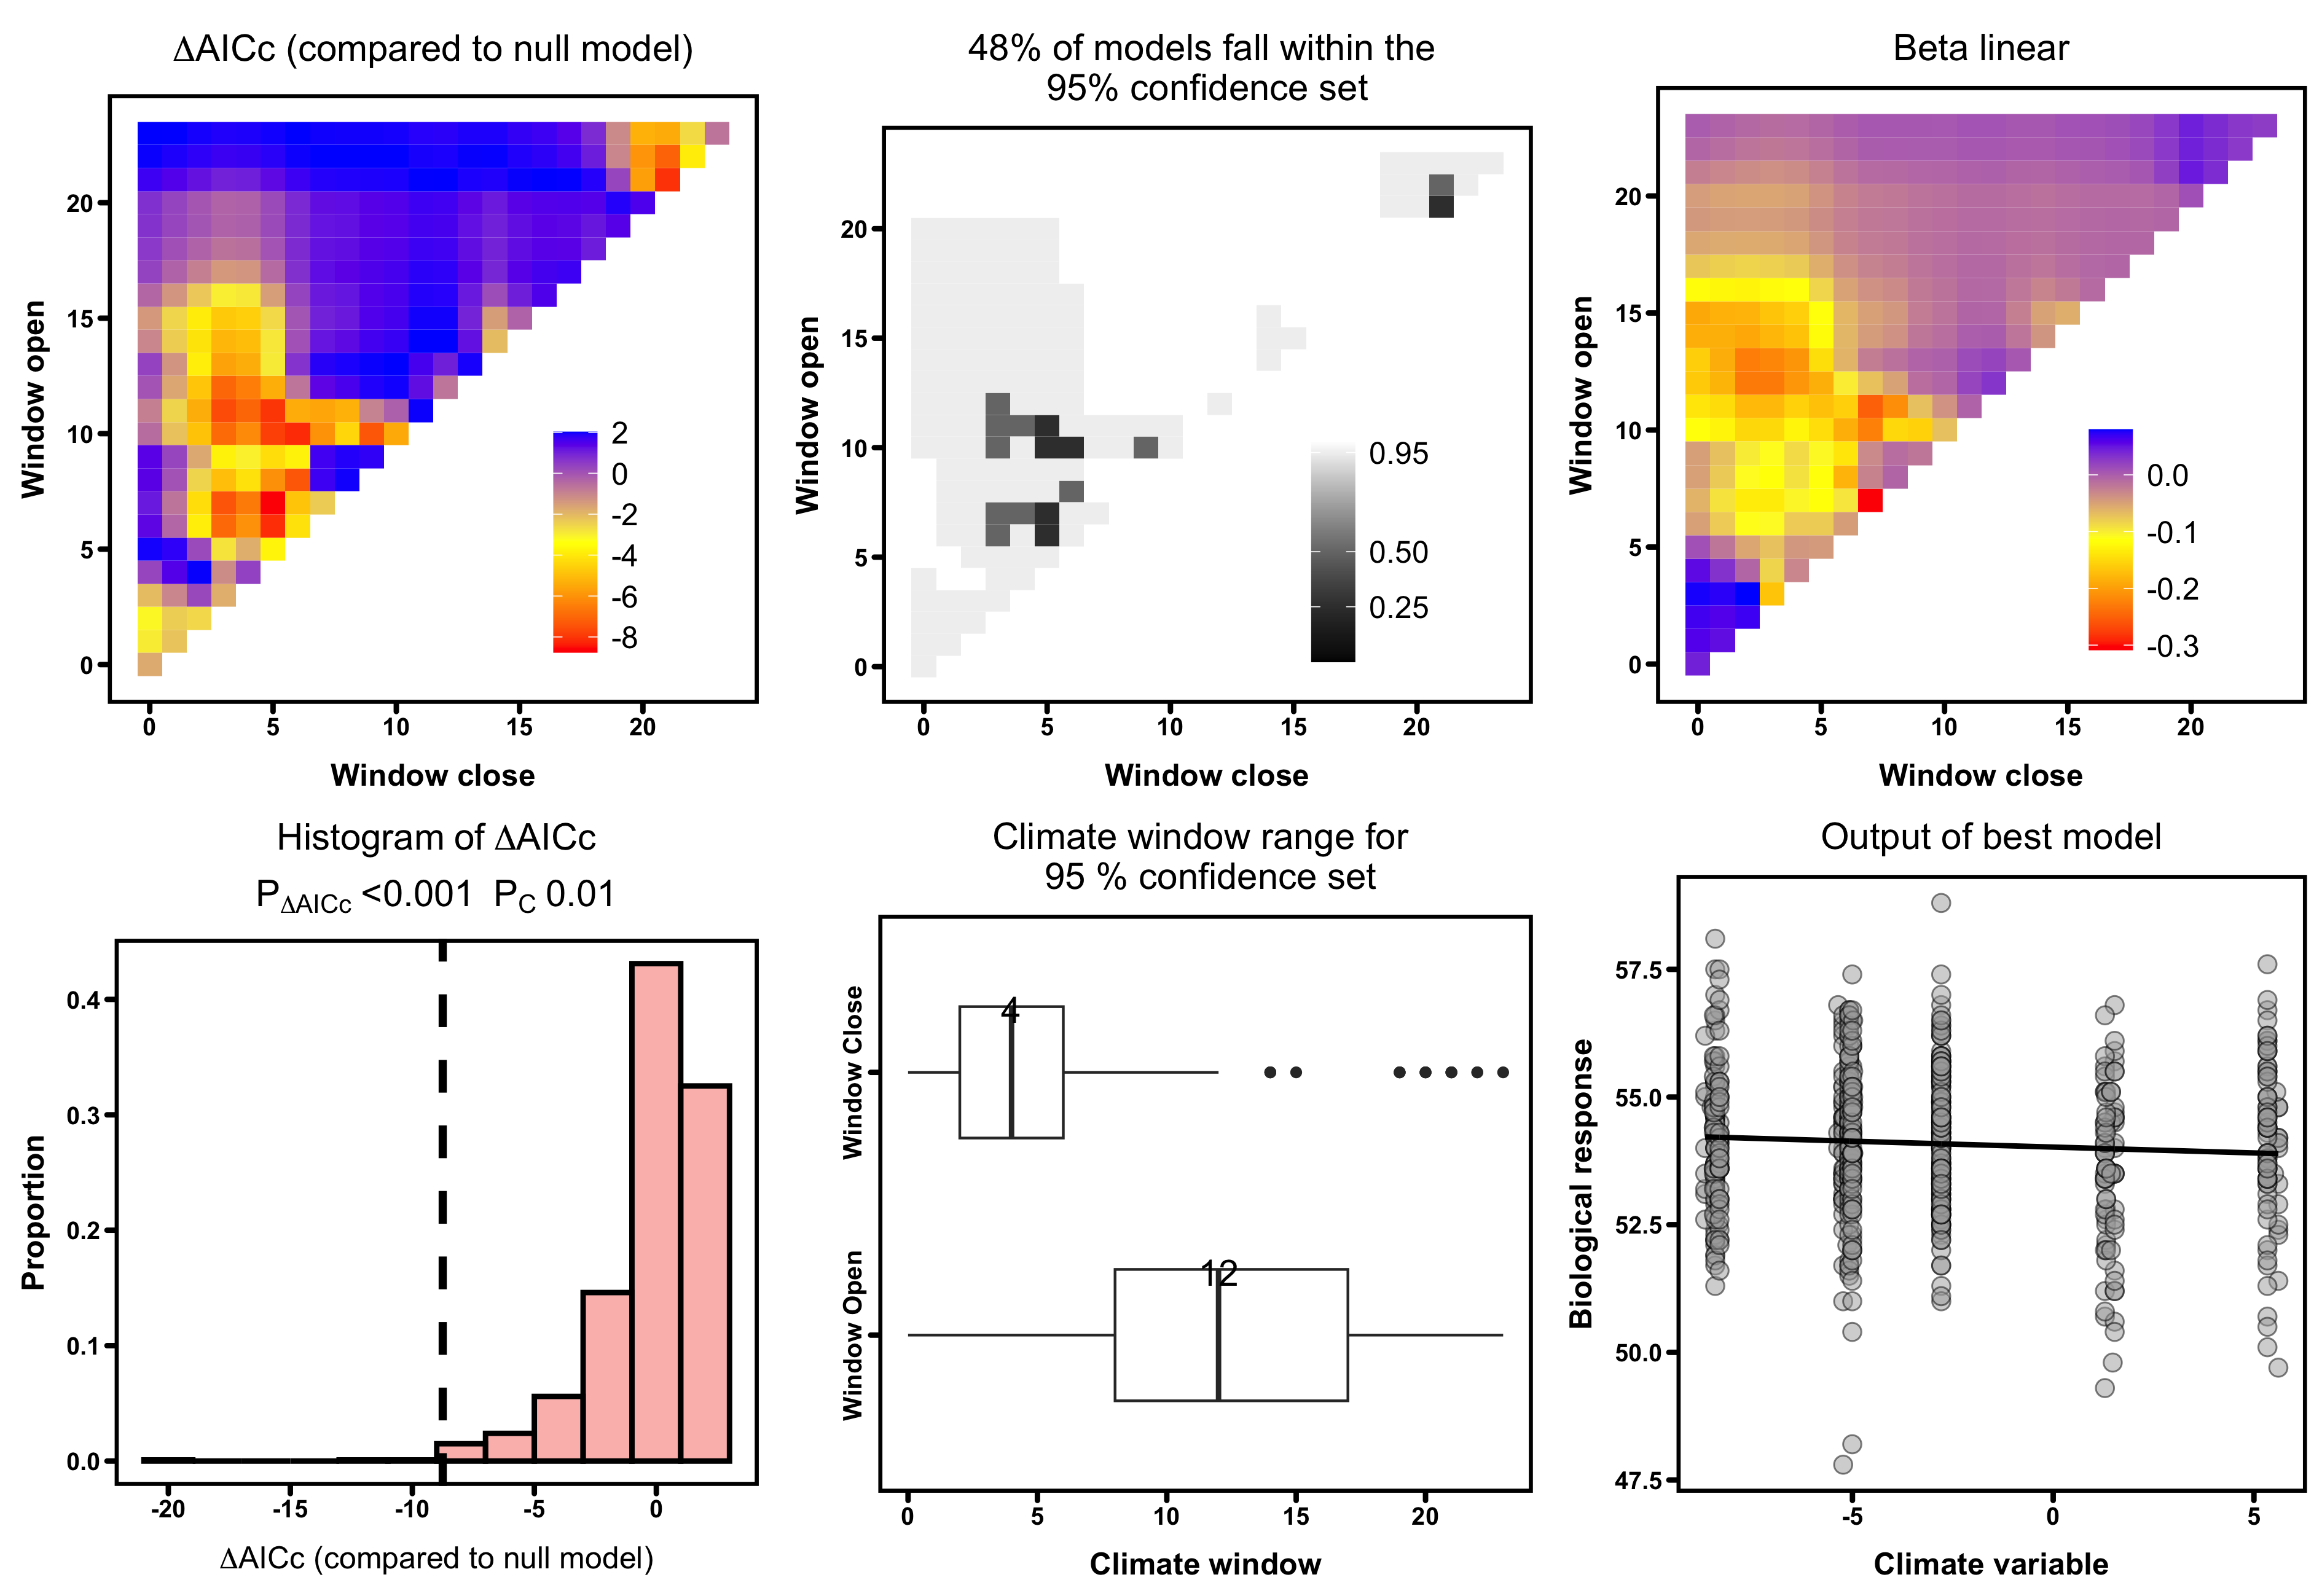 ΔAICc (compared to null model)
Window open
20
15
10
5
0
2
0
-2
-4
-6
-8
0 5 10 15 20
Window close
48% of models fall within the
95% confidence set
Window open
20
15
10
5
0
0.95
0.50
0.25
0 5 10 15 20
Window close
Beta linear
Window open
20
15
10
5
0
0.0
-0.1
-0.2
-0.3
0 5 10 15 20
Window close
Histogram of ΔAICc
PΔAICc <0.001 PC 0.01
Proportion
0.4
0.3
0.2
0.1
0.0
-20 -15 -10 -5 0
ΔAICc (compared to null model)
Climate window range for
95 % confidence set
Window Close
4
Window Open
12
0 5 10 15 20
Climate window
Output of best model
Biological response
57.5
55.0
52.5
50.0
47.5
-5 0 5
Climate variable